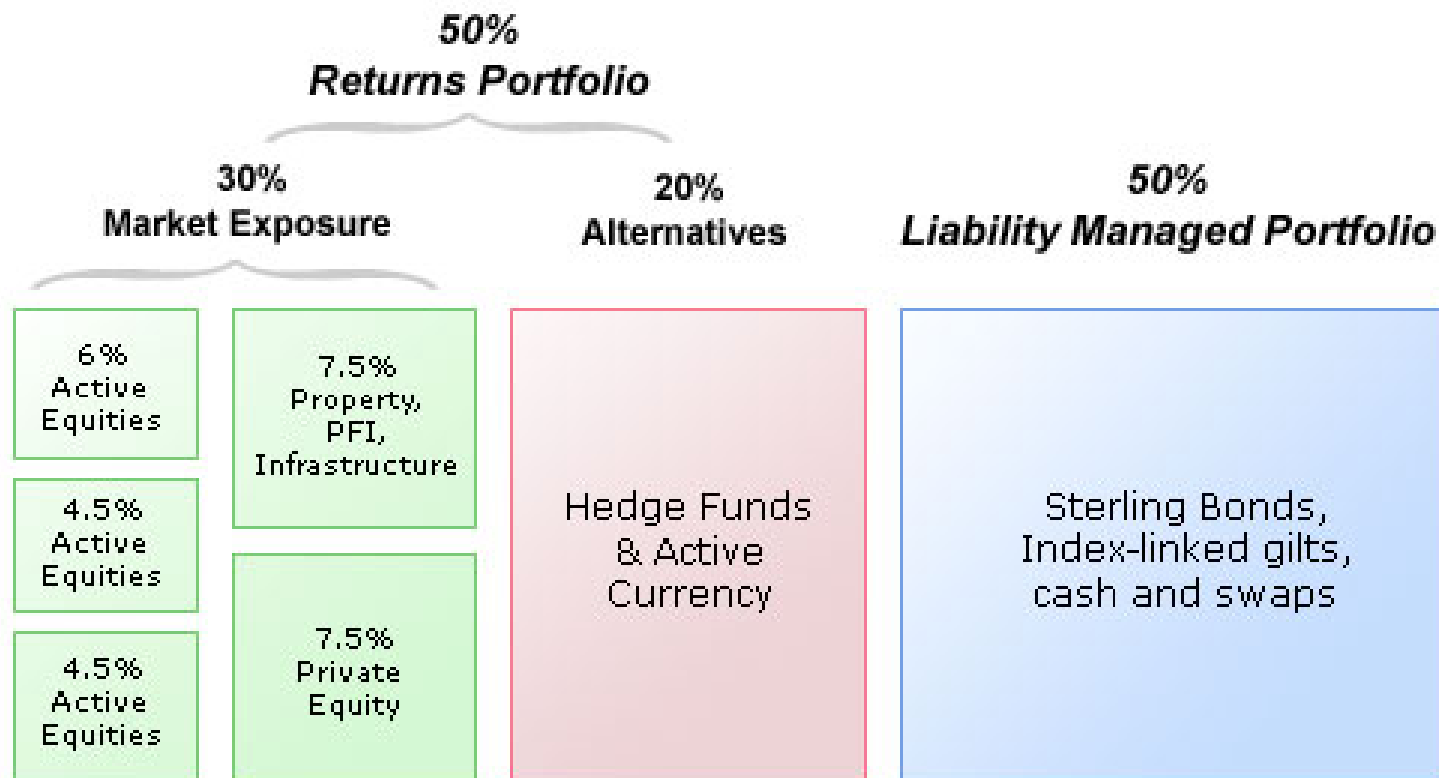 50%
Returns Portfolio
30%
Market Exposure
20%
Alternatives
50%
Liability Managed Portfolio
6%
Active
Equities
4.5%
Active
Equities
4.5%
Active
Equities
7.5%
Property,
PFI,
Infrastructure
7.5%
Private
Equity
Hedge Funds
& Active
Currency
Sterling Bonds,
Index-linked gilts,
cash and swaps